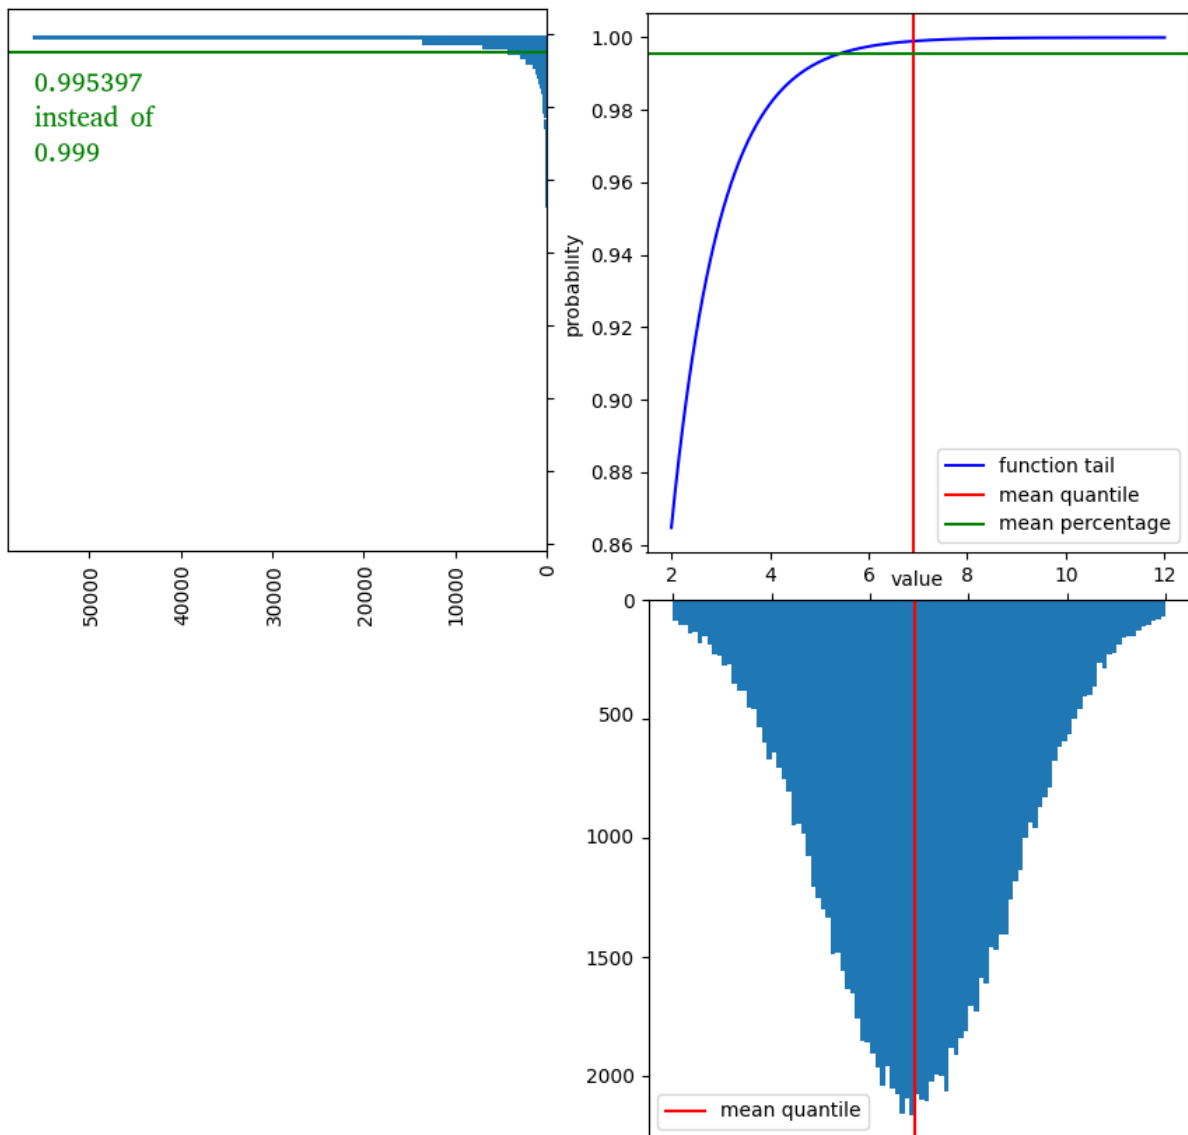 0.995397
instead of
0.999
50000
40000
30000
20000
10000
0
probability
1.00
0.98
0.96
0.94
0.92
0.90
0.88
0.86
function tail
mean quantile
mean percentage
2 4 6 8 10 12
value
0
500
1000
1500
2000
mean quantile